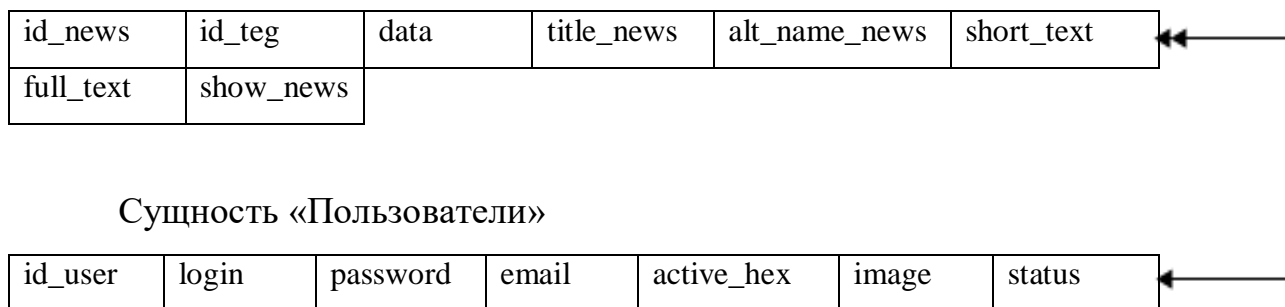 id_news id_teg data title_news alt_name_news short_text
full_text show_news
Сущность «Пользователи»
id_user login password email active_hex image status